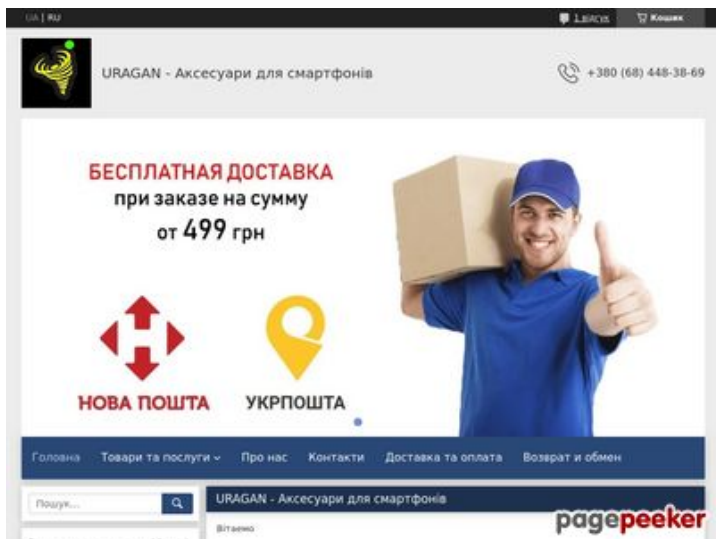 UA | RU
1 відгук
Кошик
URAGAN - Аксесуари для смартфонів
+380 (68) 448-38-69
БЕСПЛАТНАЯ ДОСТАВКА
при заказе на сумму
от 499 грн
НОВА ПОШТА
УКРПОШТА
Головна Товари та послуги Про нас Контакти Доставка та оплата Возврат и обмен
Пошук...
URAGAN - Аксесуари для смартфонів
Вітаємо
pagepeeker